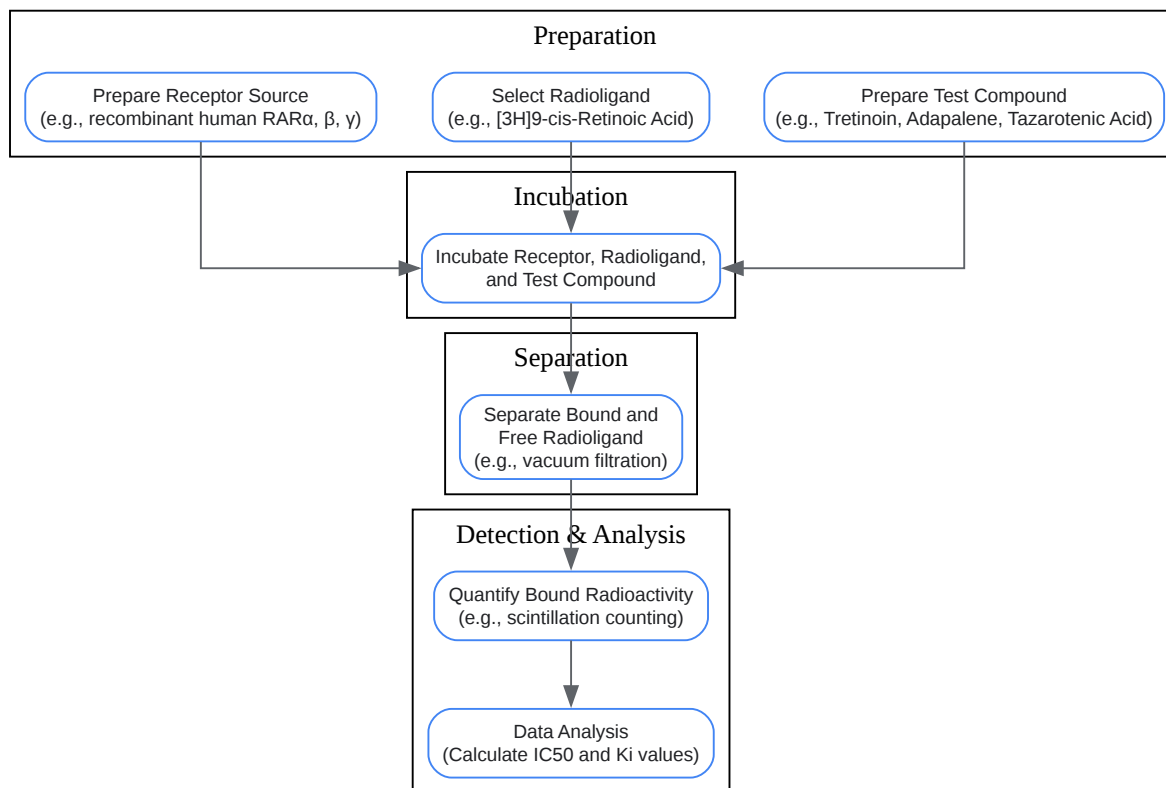 Preparation
Prepare Receptor Source
(e.g., recombinant human RARα, β, γ)
Select Radioligand
(e.g., [3H]9-cis-Retinoic Acid)
Prepare Test Compound
(e.g., Tretinoin, Adapalene, Tazarotenic Acid)
Incubation
Incubate Receptor, Radioligand,
and Test Compound
Separation
Separate Bound and
Free Radioligand
(e.g., vacuum filtration)
Detection & Analysis
Quantify Bound Radioactivity
(e.g., scintillation counting)
Data Analysis
(Calculate IC50 and Ki values)